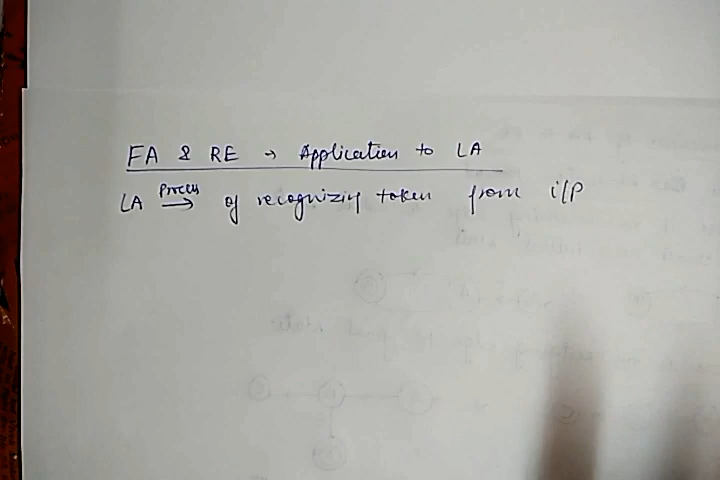 FA & RE → Application to LA
LA Process → of recognizing token from i/p